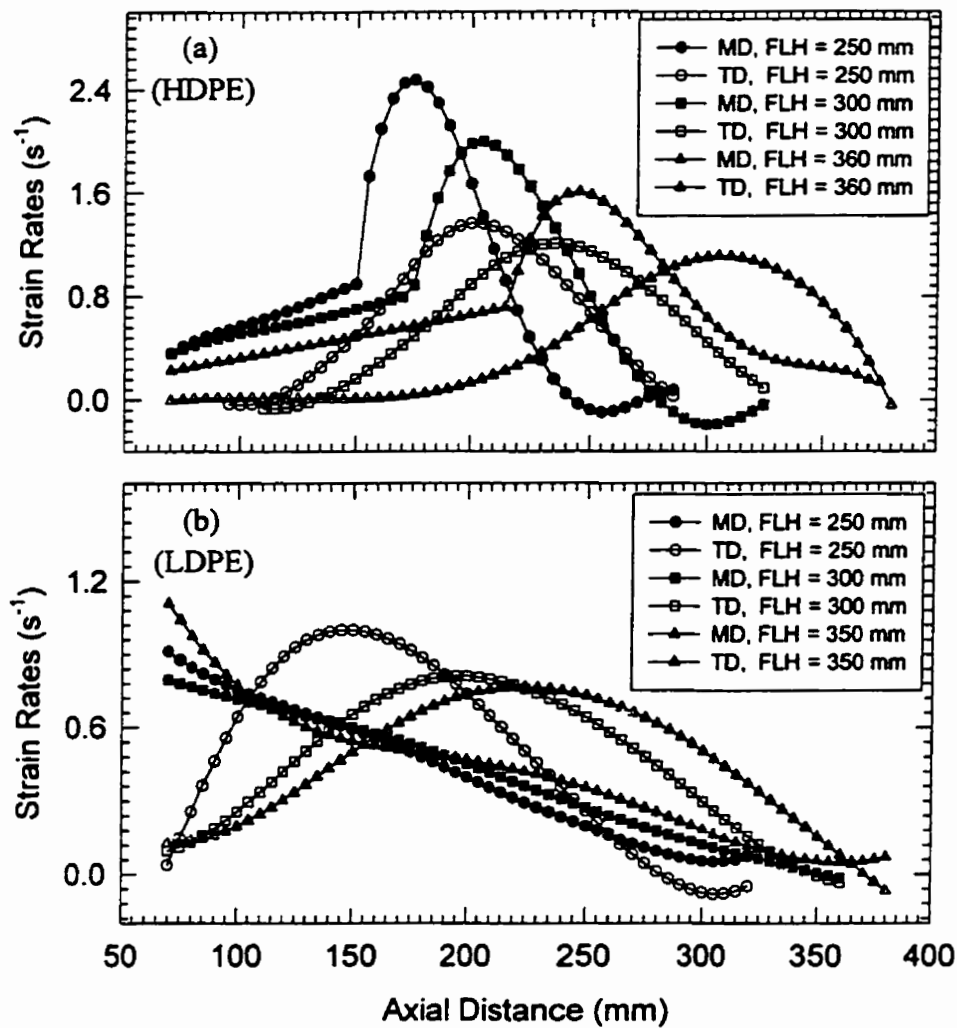 (a)
(HDPE)
MD, FLH = 250 mm
TD, FLH = 250 mm
MD, FLH = 300 mm
TD, FLH = 300 mm
MD, FLH = 360 mm
TD, FLH = 360 mm
2.4
1.6
0.8
0.0
Strain Rates (s⁻¹)
(b)
(LDPE)
MD, FLH = 250 mm
TD, FLH = 250 mm
MD, FLH = 300 mm
TD, FLH = 300 mm
MD, FLH = 350 mm
TD, FLH = 350 mm
1.2
0.6
0.0
Strain Rates (s⁻¹)
50 100 150 200 250 300 350 400
Axial Distance (mm)